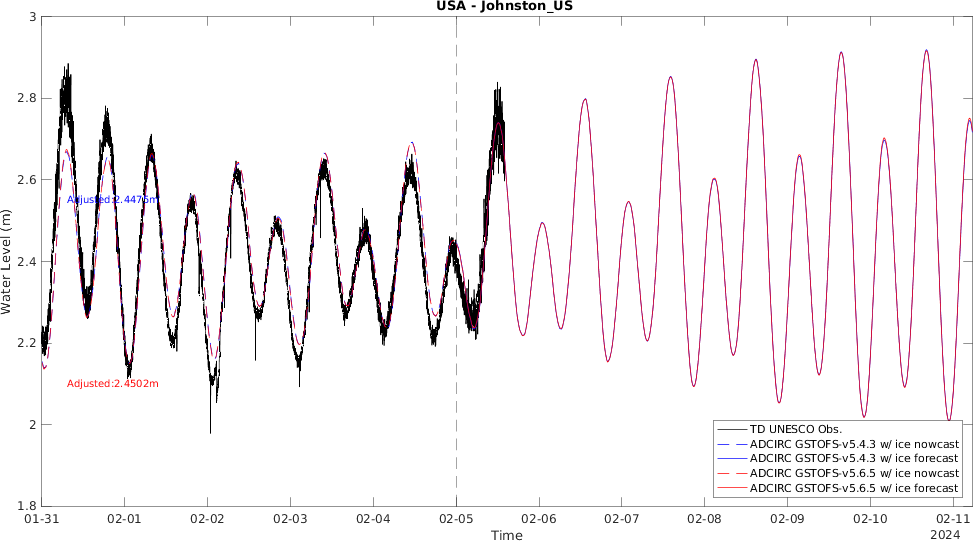 USA - Johnston_US
3
2.8
2.6
2.4
2.2
2
1.8
Water Level (m)
Adjusted:2.4475m
Adjusted:2.4502m
TD UNESCO Obs.
ADCIRC GSTOFS-v5.4.3 w/ ice nowcast
ADCIRC GSTOFS-v5.4.3 w/ ice forecast
ADCIRC GSTOFS-v5.6.5 w/ ice nowcast
ADCIRC GSTOFS-v5.6.5 w/ ice forecast
01-31 02-01 02-02 02-03 02-04 02-05 02-06 02-07 02-08 02-09 02-10 02-11
Time
2024